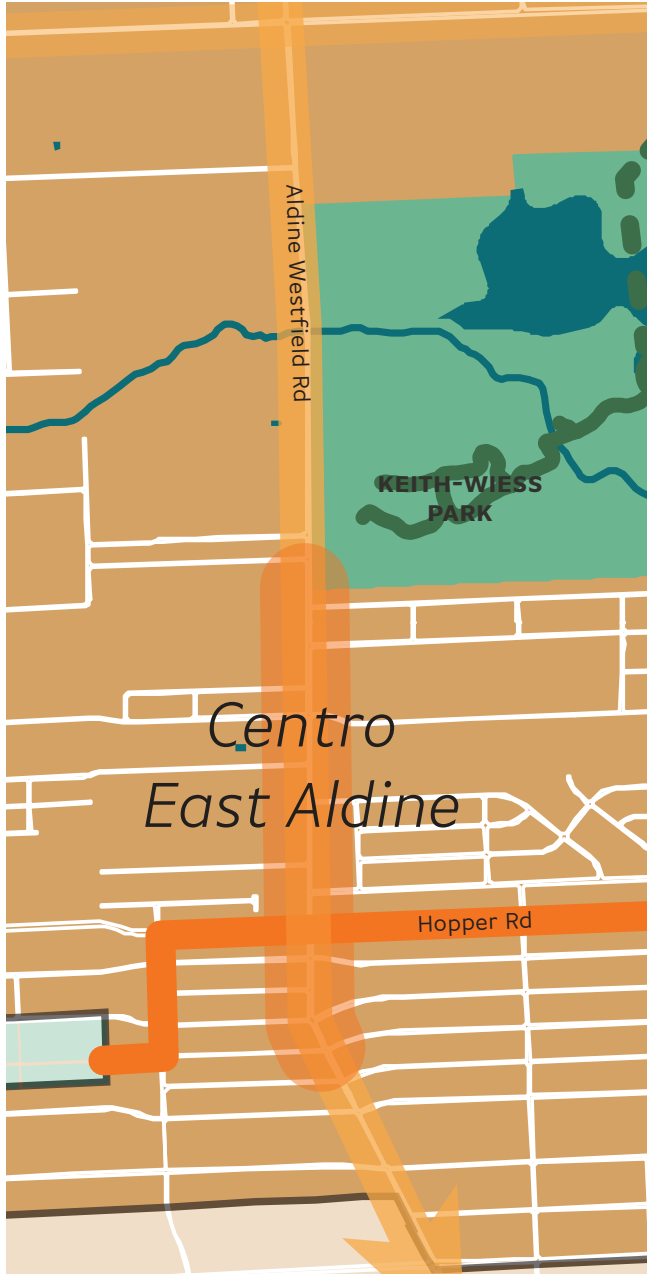 Aldine Westfield Rd
KEITH-WIESS
PARK
Centro
East Aldine
Hopper Rd